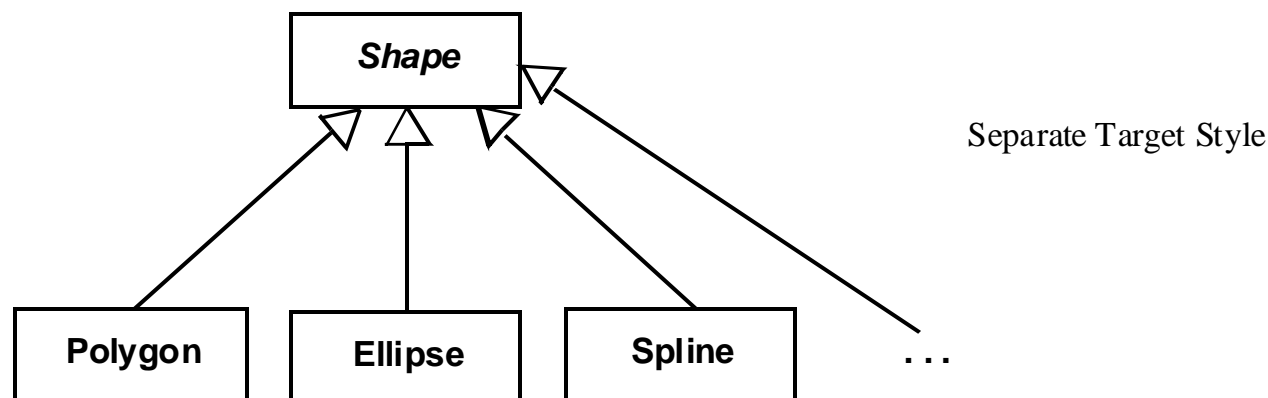 Shape
Separate Target Style
Polygon
Ellipse
Spline
. . .